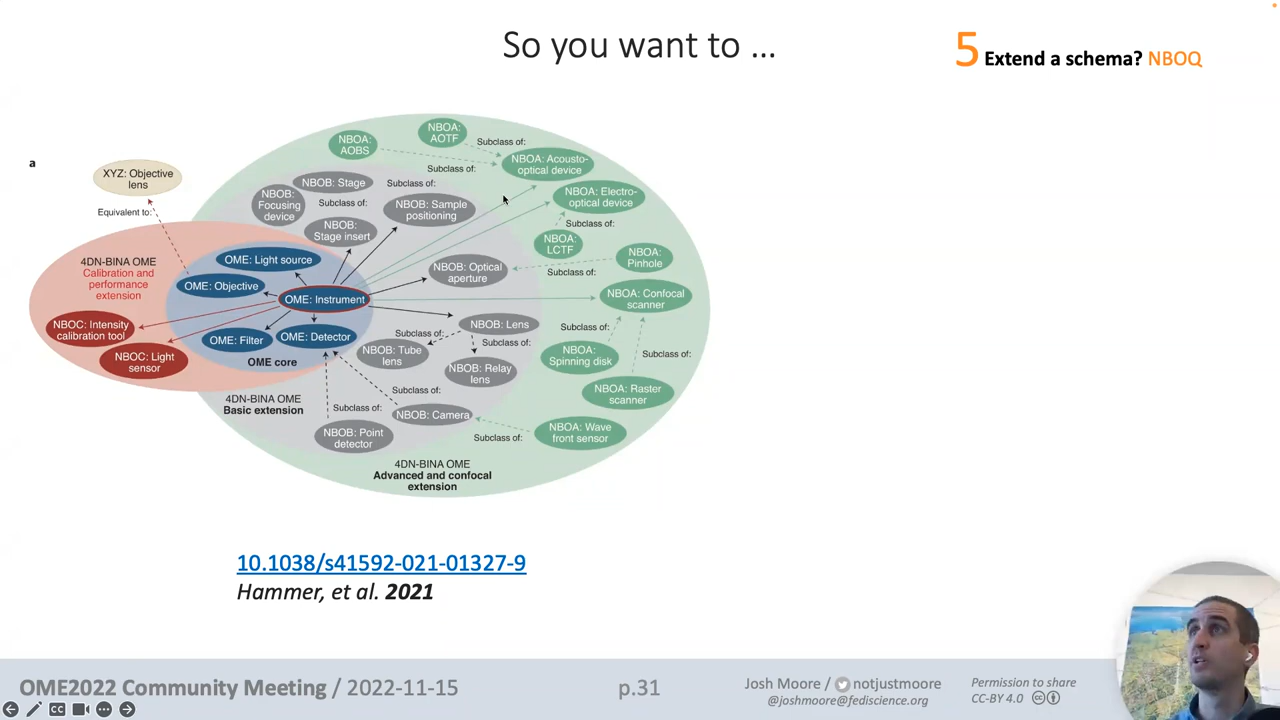 So you want to ...
5 Extend a schema? NBOQ
a
XYZ: Objective
lens
Equivalent to:
4DN-BINA OME
Calibration and
performance
extension
NBOC: Intensity
calibration tool
NBOC: Light
sensor
OME: Light source
OME: Objective
OME: Instrument
OME: Filter
OME: Detector
OME core
4DN-BINA OME
Basic extension
NBOB: Stage
NBOB:
Focusing
device
Subclass of:
NBOB:
Stage insert
Subclass of:
NBOB: Sample
positioning
NBOB: Optical
aperture
NBOB: Lens
Subclass of:
NBOB: Tube
lens
Subclass of:
NBOB: Relay
lens
Subclass of:
NBOB: Camera
Subclass of:
NBOB: Point
detector
NBOA:
AOBS
NBOA:
AOTF
Subclass of:
Subclass of:
NBOA: Acousto-
optical device
NBOA: Electro-
optical device
Subclass of:
NBOA:
LCTF
NBOA:
Pinhole
Subclass of:
NBOA: Confocal
scanner
Subclass of:
NBOA:
Spinning disk
Subclass of:
NBOA: Raster
scanner
NBOA: Wave
front sensor
Subclass of:
4DN-BINA OME
Advanced and confocal
extension
10.1038/s41592-021-01327-9
Hammer, et al. 2021
OME2022 Community Meeting / 2022-11-15
p.31
Josh Moore / notjustmoore
@joshmoore@fediscience.org
Permission to share
CC-BY 4.0
CC